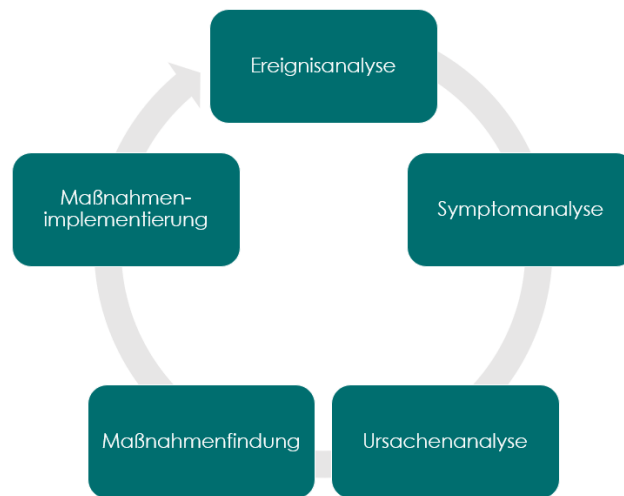 Ereignisanalyse
Symptomanalyse
Ursachenanalyse
Maßnahmenfindung
Maßnahmen-
implementierung